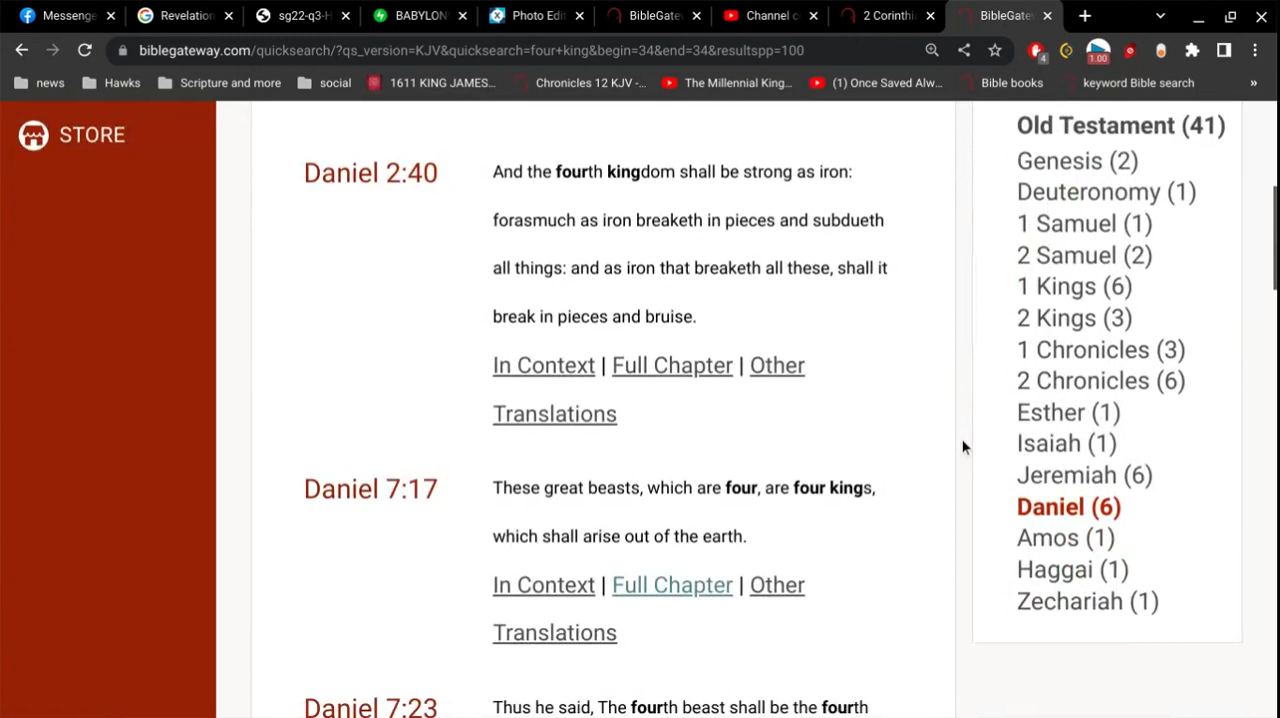 Messenge
Revelation
sg22-q3-H
BABYLON
Photo Edi
BibleGatew
Channel c
2 Corinthi
BibleGate
biblegateway.com/quicksearch/?qs_version=KJV&quicksearch=four+king&begin=34&end=34&resultspp=100
4
1.00
news
Hawks
Scripture and more
social
1611 KING JAMES...
Chronicles 12 KJV -...
The Millennial King...
(1) Once Saved Alw...
Bible books
keyword Bible search
»
STORE
Daniel 2:40
And the fourth kingdom shall be strong as iron:
forasmuch as iron breaketh in pieces and subdueth
all things: and as iron that breaketh all these, shall it
break in pieces and bruise.
In Context | Full Chapter | Other
Translations
Daniel 7:17
These great beasts, which are four, are four kings,
which shall arise out of the earth.
In Context | Full Chapter | Other
Translations
Daniel 7:23
Thus he said, The fourth beast shall be the fourth
Old Testament (41)
Genesis (2)
Deuteronomy (1)
1 Samuel (1)
2 Samuel (2)
1 Kings (6)
2 Kings (3)
1 Chronicles (3)
2 Chronicles (6)
Esther (1)
Isaiah (1)
Jeremiah (6)
Daniel (6)
Amos (1)
Haggai (1)
Zechariah (1)